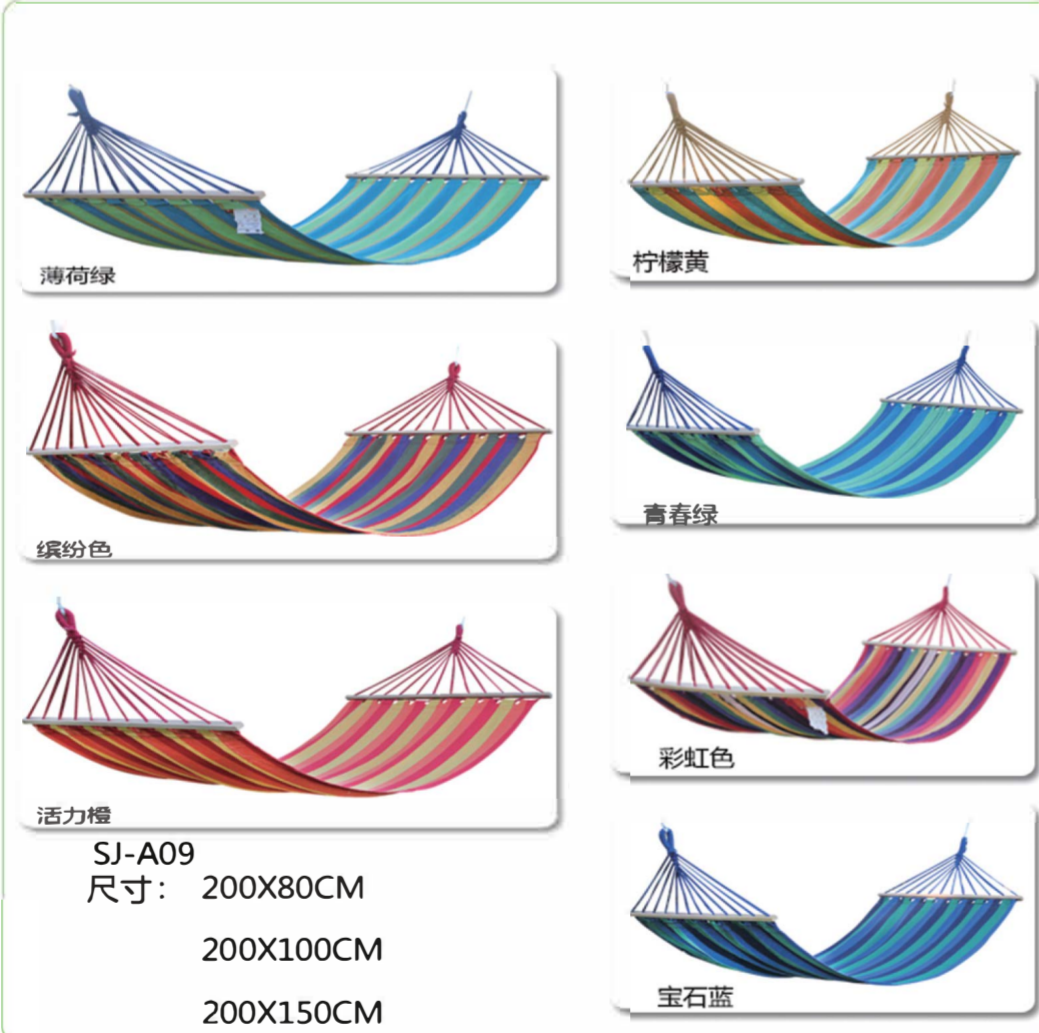 薄荷绿
柠檬黄
缤纷色
青春绿
活力橙
彩虹色
宝石蓝
SJ-A09
尺寸： 200X80CM
200X100CM
200X150CM